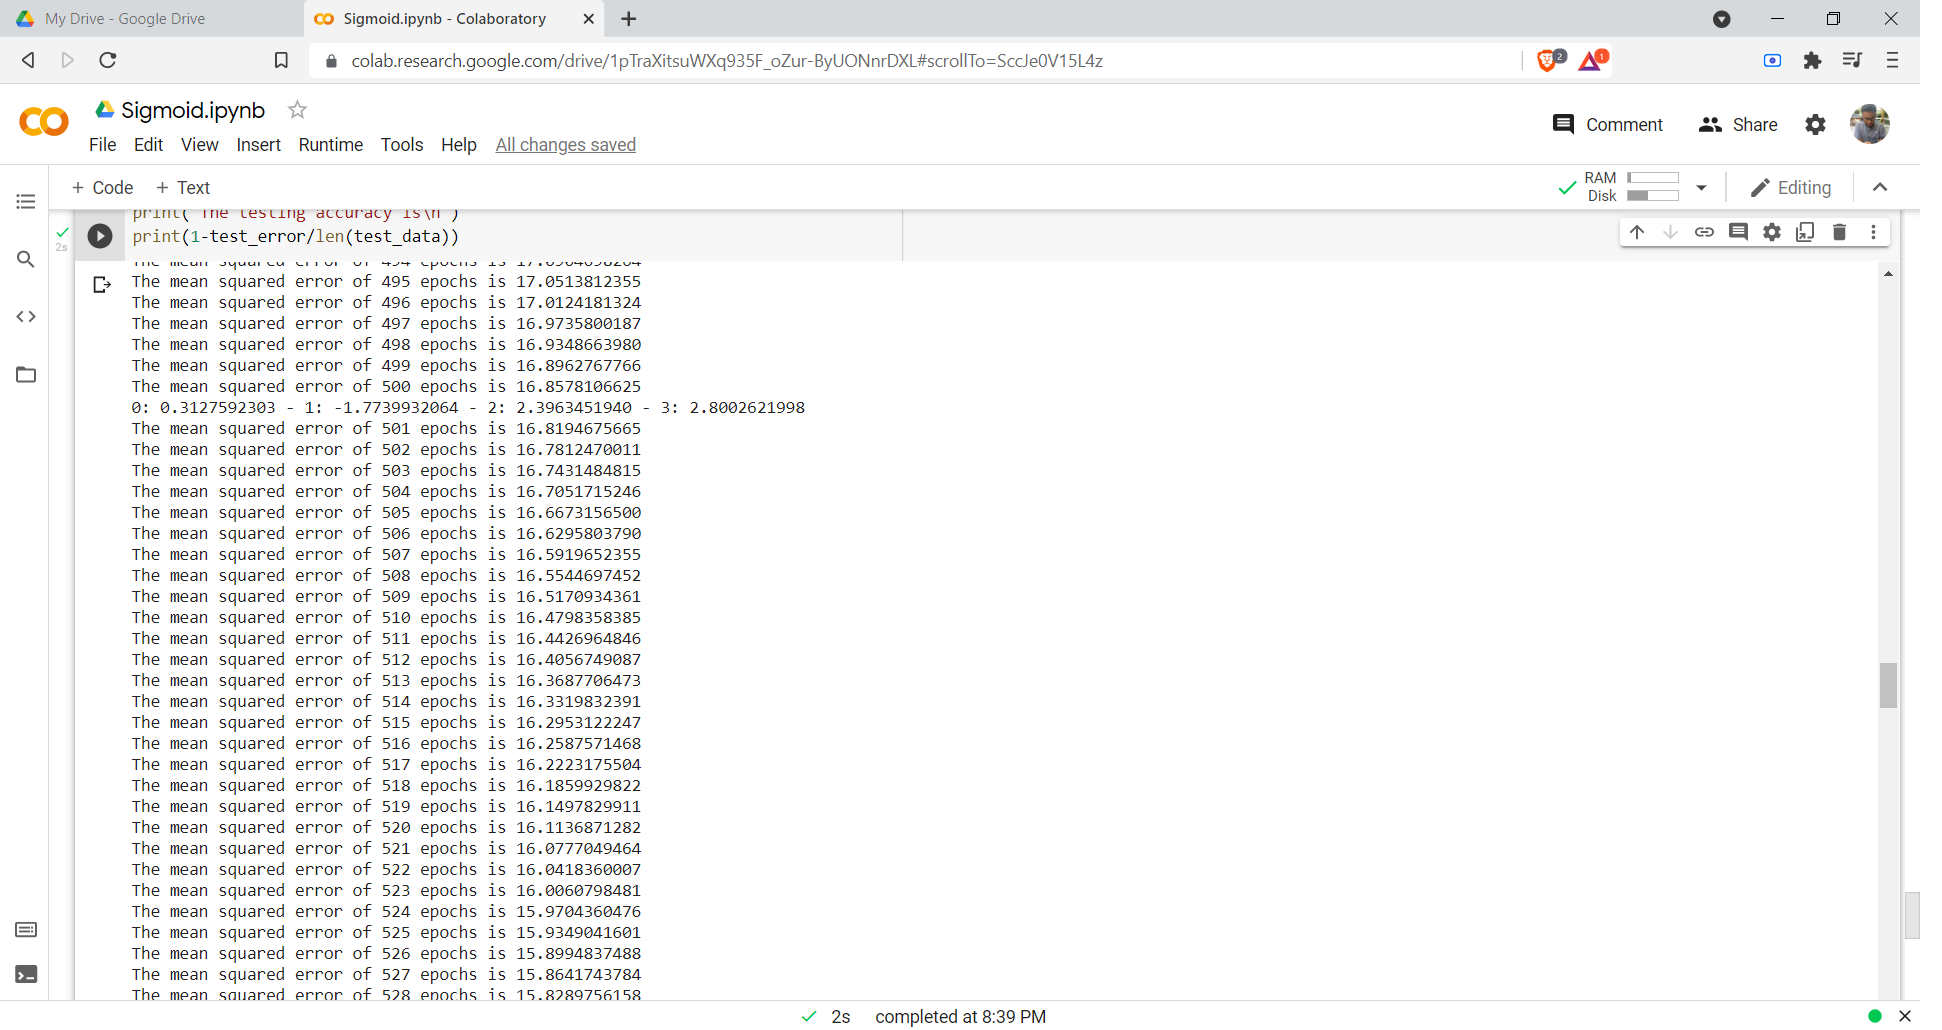 My Drive - Google Drive
Sigmoid.ipynb - Colaboratory
colab.research.google.com/drive/1pTraXitsuWXq935F_oZur-ByUONnrDXL#scrollTo=SccJe0V15L4z
2
1
Sigmoid.ipynb
Comment
Share
File Edit View Insert Runtime Tools Help All changes saved
+ Code + Text
RAM
Disk
Editing
print("The testing accuracy is\n")
2s
print(1-test_error/len(test_data))
The mean squared error of 494 epochs is 17.0904698264
The mean squared error of 495 epochs is 17.0513812355
The mean squared error of 496 epochs is 17.0124181324
The mean squared error of 497 epochs is 16.9735800187
The mean squared error of 498 epochs is 16.9348663980
The mean squared error of 499 epochs is 16.8962767766
The mean squared error of 500 epochs is 16.8578106625
0: 0.3127592303 - 1: -1.7739932064 - 2: 2.3963451940 - 3: 2.8002621998
The mean squared error of 501 epochs is 16.8194675665
The mean squared error of 502 epochs is 16.7812470011
The mean squared error of 503 epochs is 16.7431484815
The mean squared error of 504 epochs is 16.7051715246
The mean squared error of 505 epochs is 16.6673156500
The mean squared error of 506 epochs is 16.6295803790
The mean squared error of 507 epochs is 16.5919652355
The mean squared error of 508 epochs is 16.5544697452
The mean squared error of 509 epochs is 16.5170934361
The mean squared error of 510 epochs is 16.4798358385
The mean squared error of 511 epochs is 16.4426964846
The mean squared error of 512 epochs is 16.4056749087
The mean squared error of 513 epochs is 16.3687706473
The mean squared error of 514 epochs is 16.3319832391
The mean squared error of 515 epochs is 16.2953122247
The mean squared error of 516 epochs is 16.2587571468
The mean squared error of 517 epochs is 16.2223175504
The mean squared error of 518 epochs is 16.1859929822
The mean squared error of 519 epochs is 16.1497829911
The mean squared error of 520 epochs is 16.1136871282
The mean squared error of 521 epochs is 16.0777049464
The mean squared error of 522 epochs is 16.0418360007
The mean squared error of 523 epochs is 16.0060798481
The mean squared error of 524 epochs is 15.9704360476
The mean squared error of 525 epochs is 15.9349041601
The mean squared error of 526 epochs is 15.8994837488
The mean squared error of 527 epochs is 15.8641743784
The mean squared error of 528 epochs is 15.8289756158
2s completed at 8:39 PM